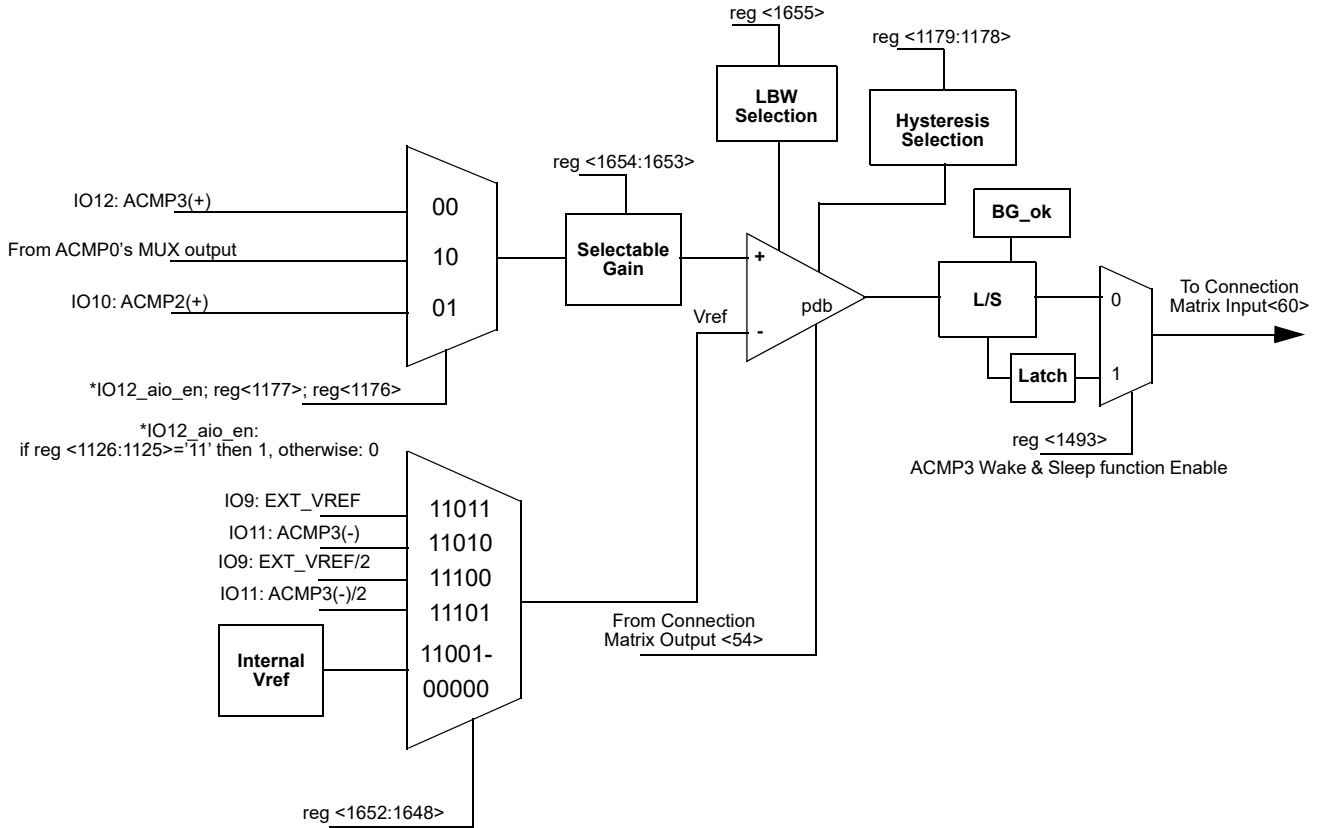 reg <1655>
reg <1179:1178>
LBW
Selection
Hysteresis
Selection
reg <1654:1653>
IO12: ACMP3(+)
00
From ACMP0's MUX output
10
IO10: ACMP2(+)
01
Selectable
Gain
+
Vref
-
pdb
BG_ok
L/S
Latch
0
1
To Connection
Matrix Input<60>
*IO12_aio_en; reg<1177>; reg<1176>
*IO12_aio_en:
if reg <1126:1125>='11' then 1, otherwise: 0
reg <1493>
ACMP3 Wake & Sleep function Enable
IO9: EXT_VREF
11011
IO11: ACMP3(-)
11010
IO9: EXT_VREF/2
11100
IO11: ACMP3(-)/2
11101
Internal
Vref
11001-
00000
From Connection
Matrix Output <54>
reg <1652:1648>